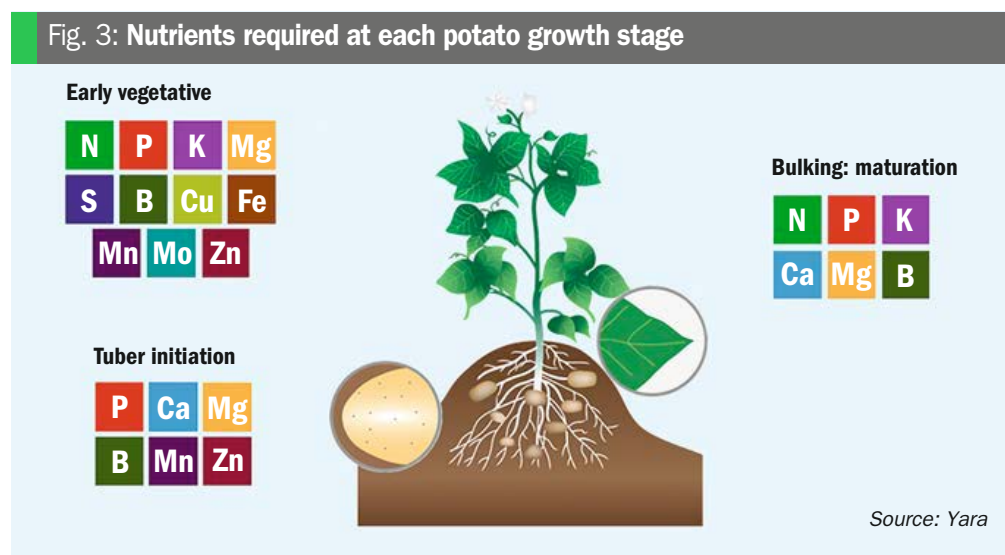 Fig. 3: Nutrients required at each potato growth stage
Early vegetative
N P K Mg
S B Cu Fe
Mn Mo Zn
Tuber initiation
P Ca Mg
B Mn Zn
Bulking: maturation
N P K
Ca Mg B
Source: Yara